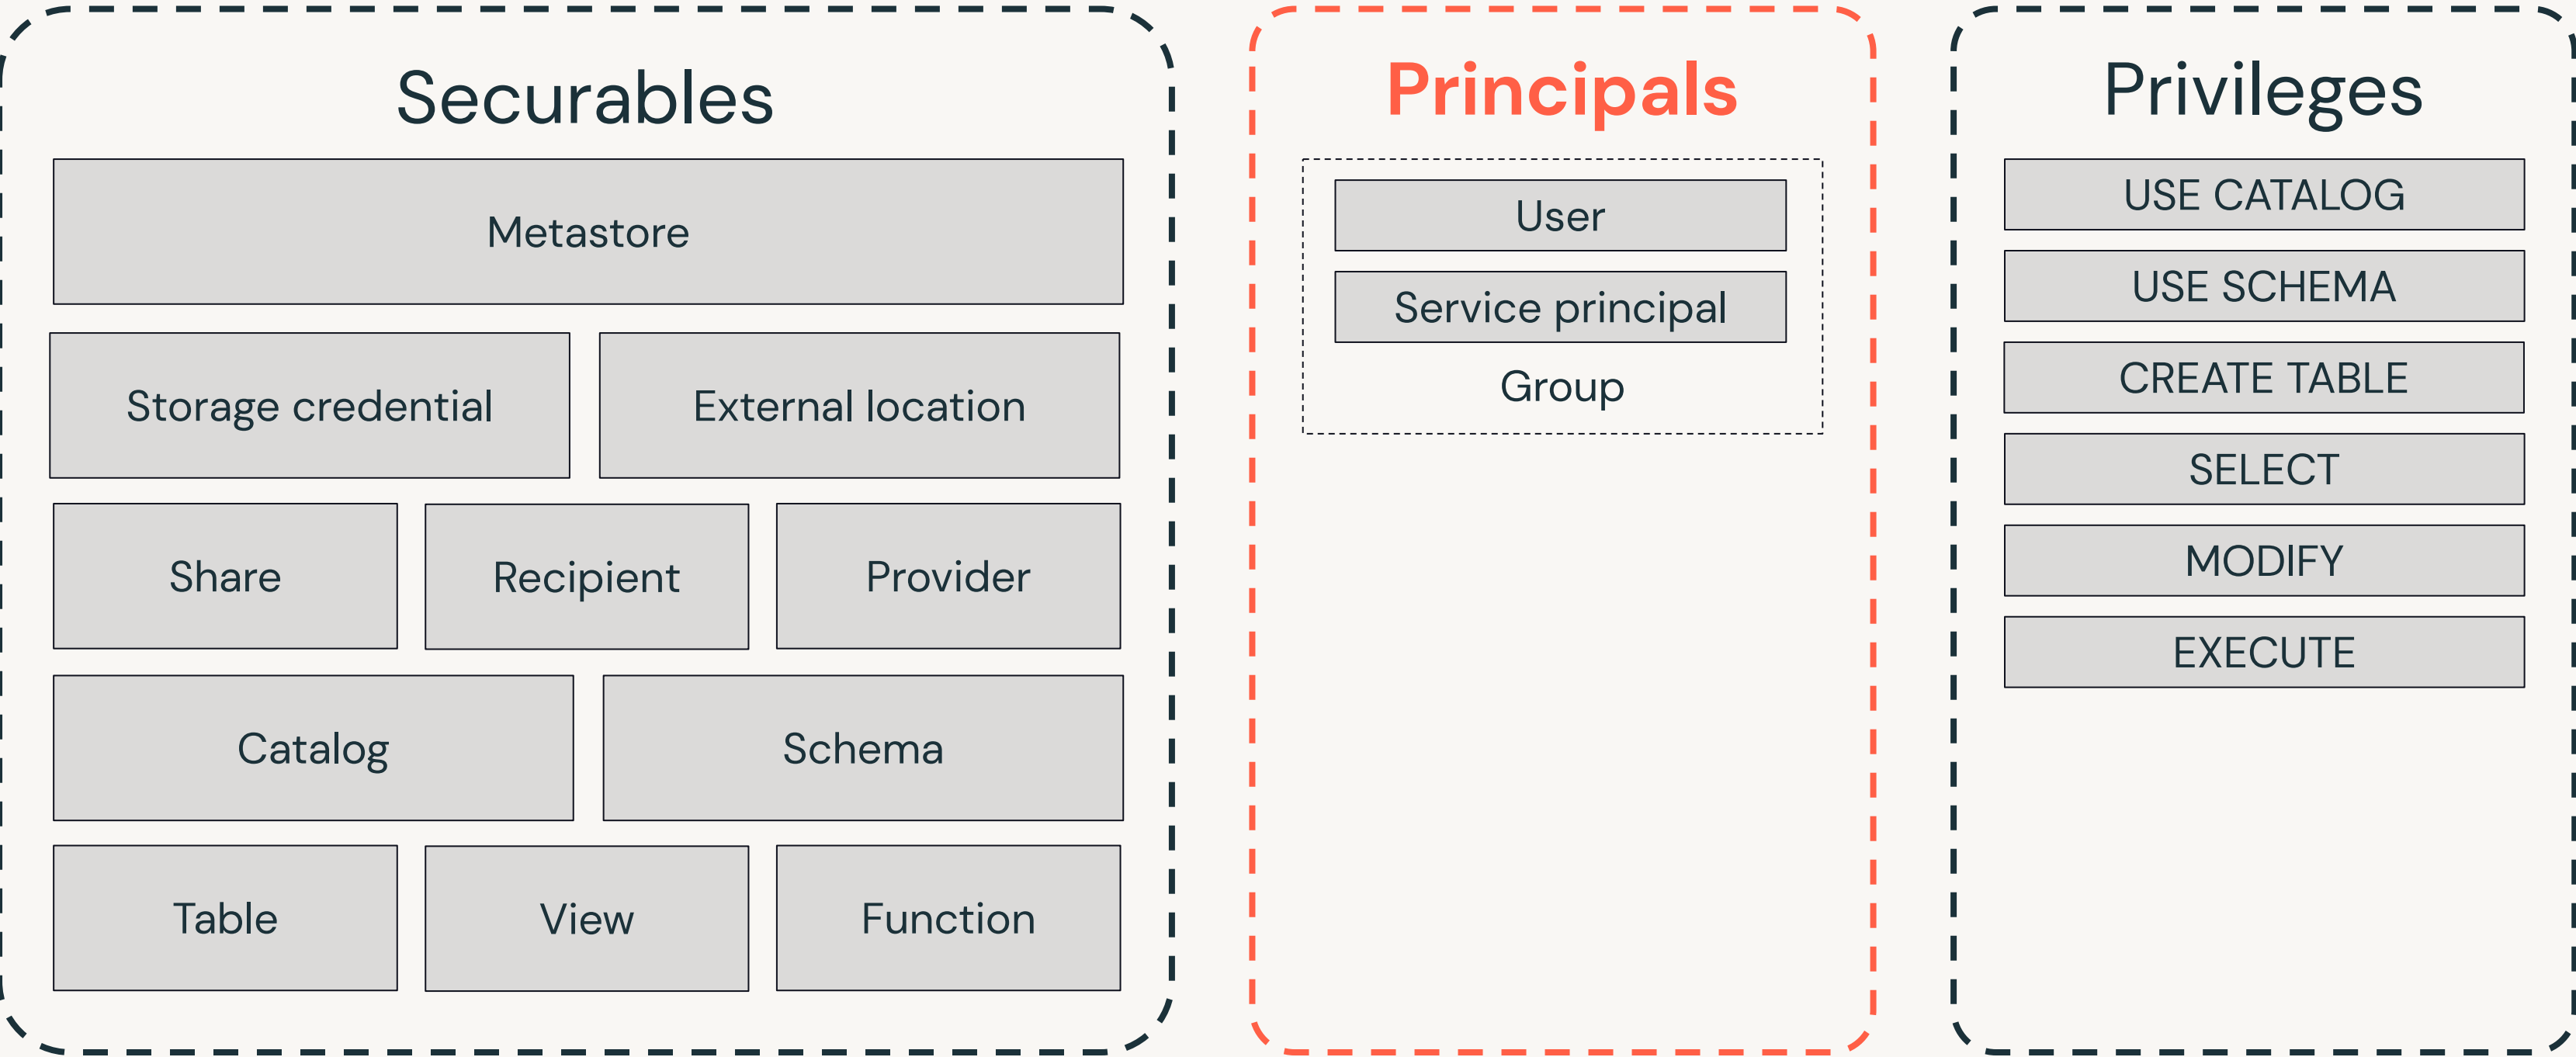 Securables
Metastore
Storage credential
External location
Share
Recipient
Provider
Catalog
Schema
Table
View
Function
Principals
User
Service principal
Group
Privileges
USE CATALOG
USE SCHEMA
CREATE TABLE
SELECT
MODIFY
EXECUTE